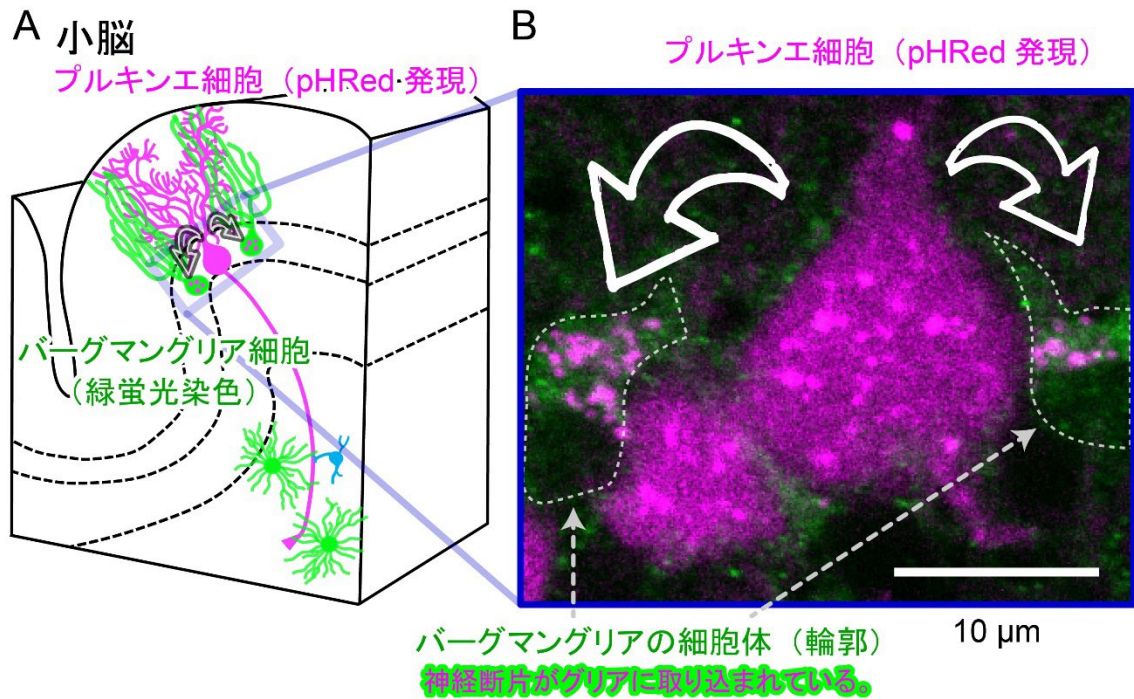 A 小脳
プルキンエ細胞（pHRed 発現）
バーグマングリア細胞
（緑蛍光染色）
B
プルキンエ細胞（pHRed 発現）
10 µm
バーグマングリアの細胞体（輪郭）
神経断片がグリアに取り込まれている。